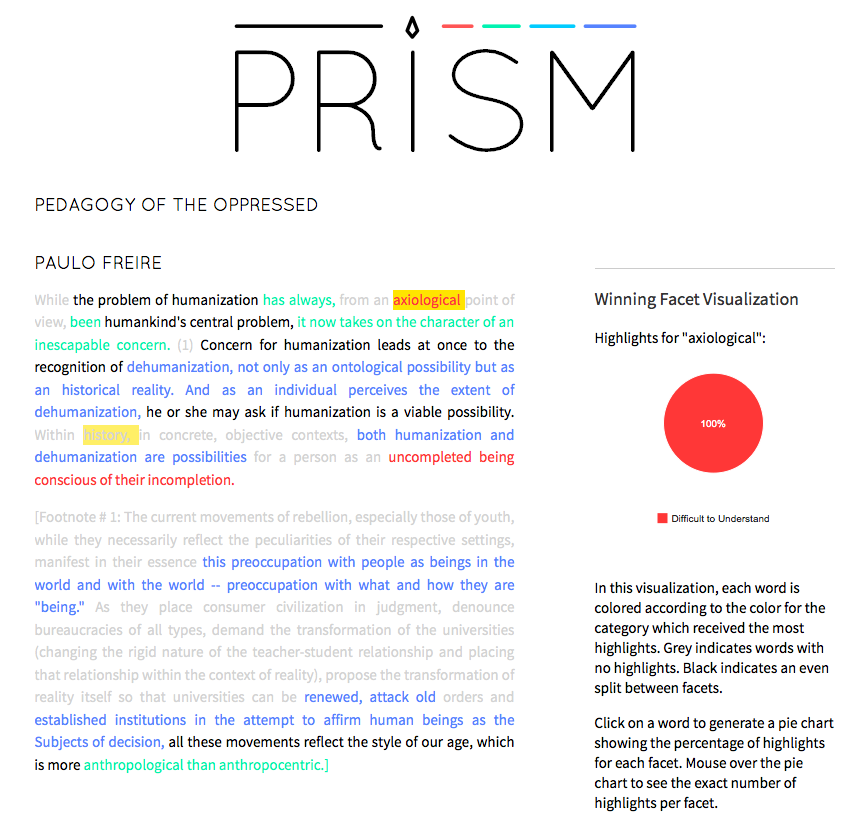 PRISM
PEDAGOGY OF THE OPPRESSED
PAULO FREIRE
While the problem of humanization has always, from an axiological point of
view, been humankind's central problem, it now takes on the character of an
inescapable concern. (1) Concern for humanization leads at once to the
recognition of dehumanization, not only as an ontological possibility but as
an historical reality. And as an individual perceives the extent of
dehumanization, he or she may ask if humanization is a viable possibility.
Within history, in concrete, objective contexts, both humanization and
dehumanization are possibilities for a person as an uncompleted being
conscious of their incompletion.
[Footnote # 1: The current movements of rebellion, especially those of youth,
while they necessarily reflect the peculiarities of their respective settings,
manifest in their essence this preoccupation with people as beings in the
world and with the world -- preoccupation with what and how they are
"being." As they place consumer civilization in judgment, denounce
bureaucracies of all types, demand the transformation of the universities
(changing the rigid nature of the teacher-student relationship and placing
that relationship within the context of reality), propose the transformation of
reality itself so that universities can be renewed, attack old orders and
established institutions in the attempt to affirm human beings as the
Subjects of decision, all these movements reflect the style of our age, which
is more anthropological than anthropocentric.]
Winning Facet Visualization
Highlights for "axiological":
100%
Difficult to Understand
In this visualization, each word is
colored according to the color for the
category which received the most
highlights. Grey indicates words with
no highlights. Black indicates an even
split between facets.
Click on a word to generate a pie chart
showing the percentage of highlights
for each facet. Mouse over the pie
chart to see the exact number of
highlights per facet.